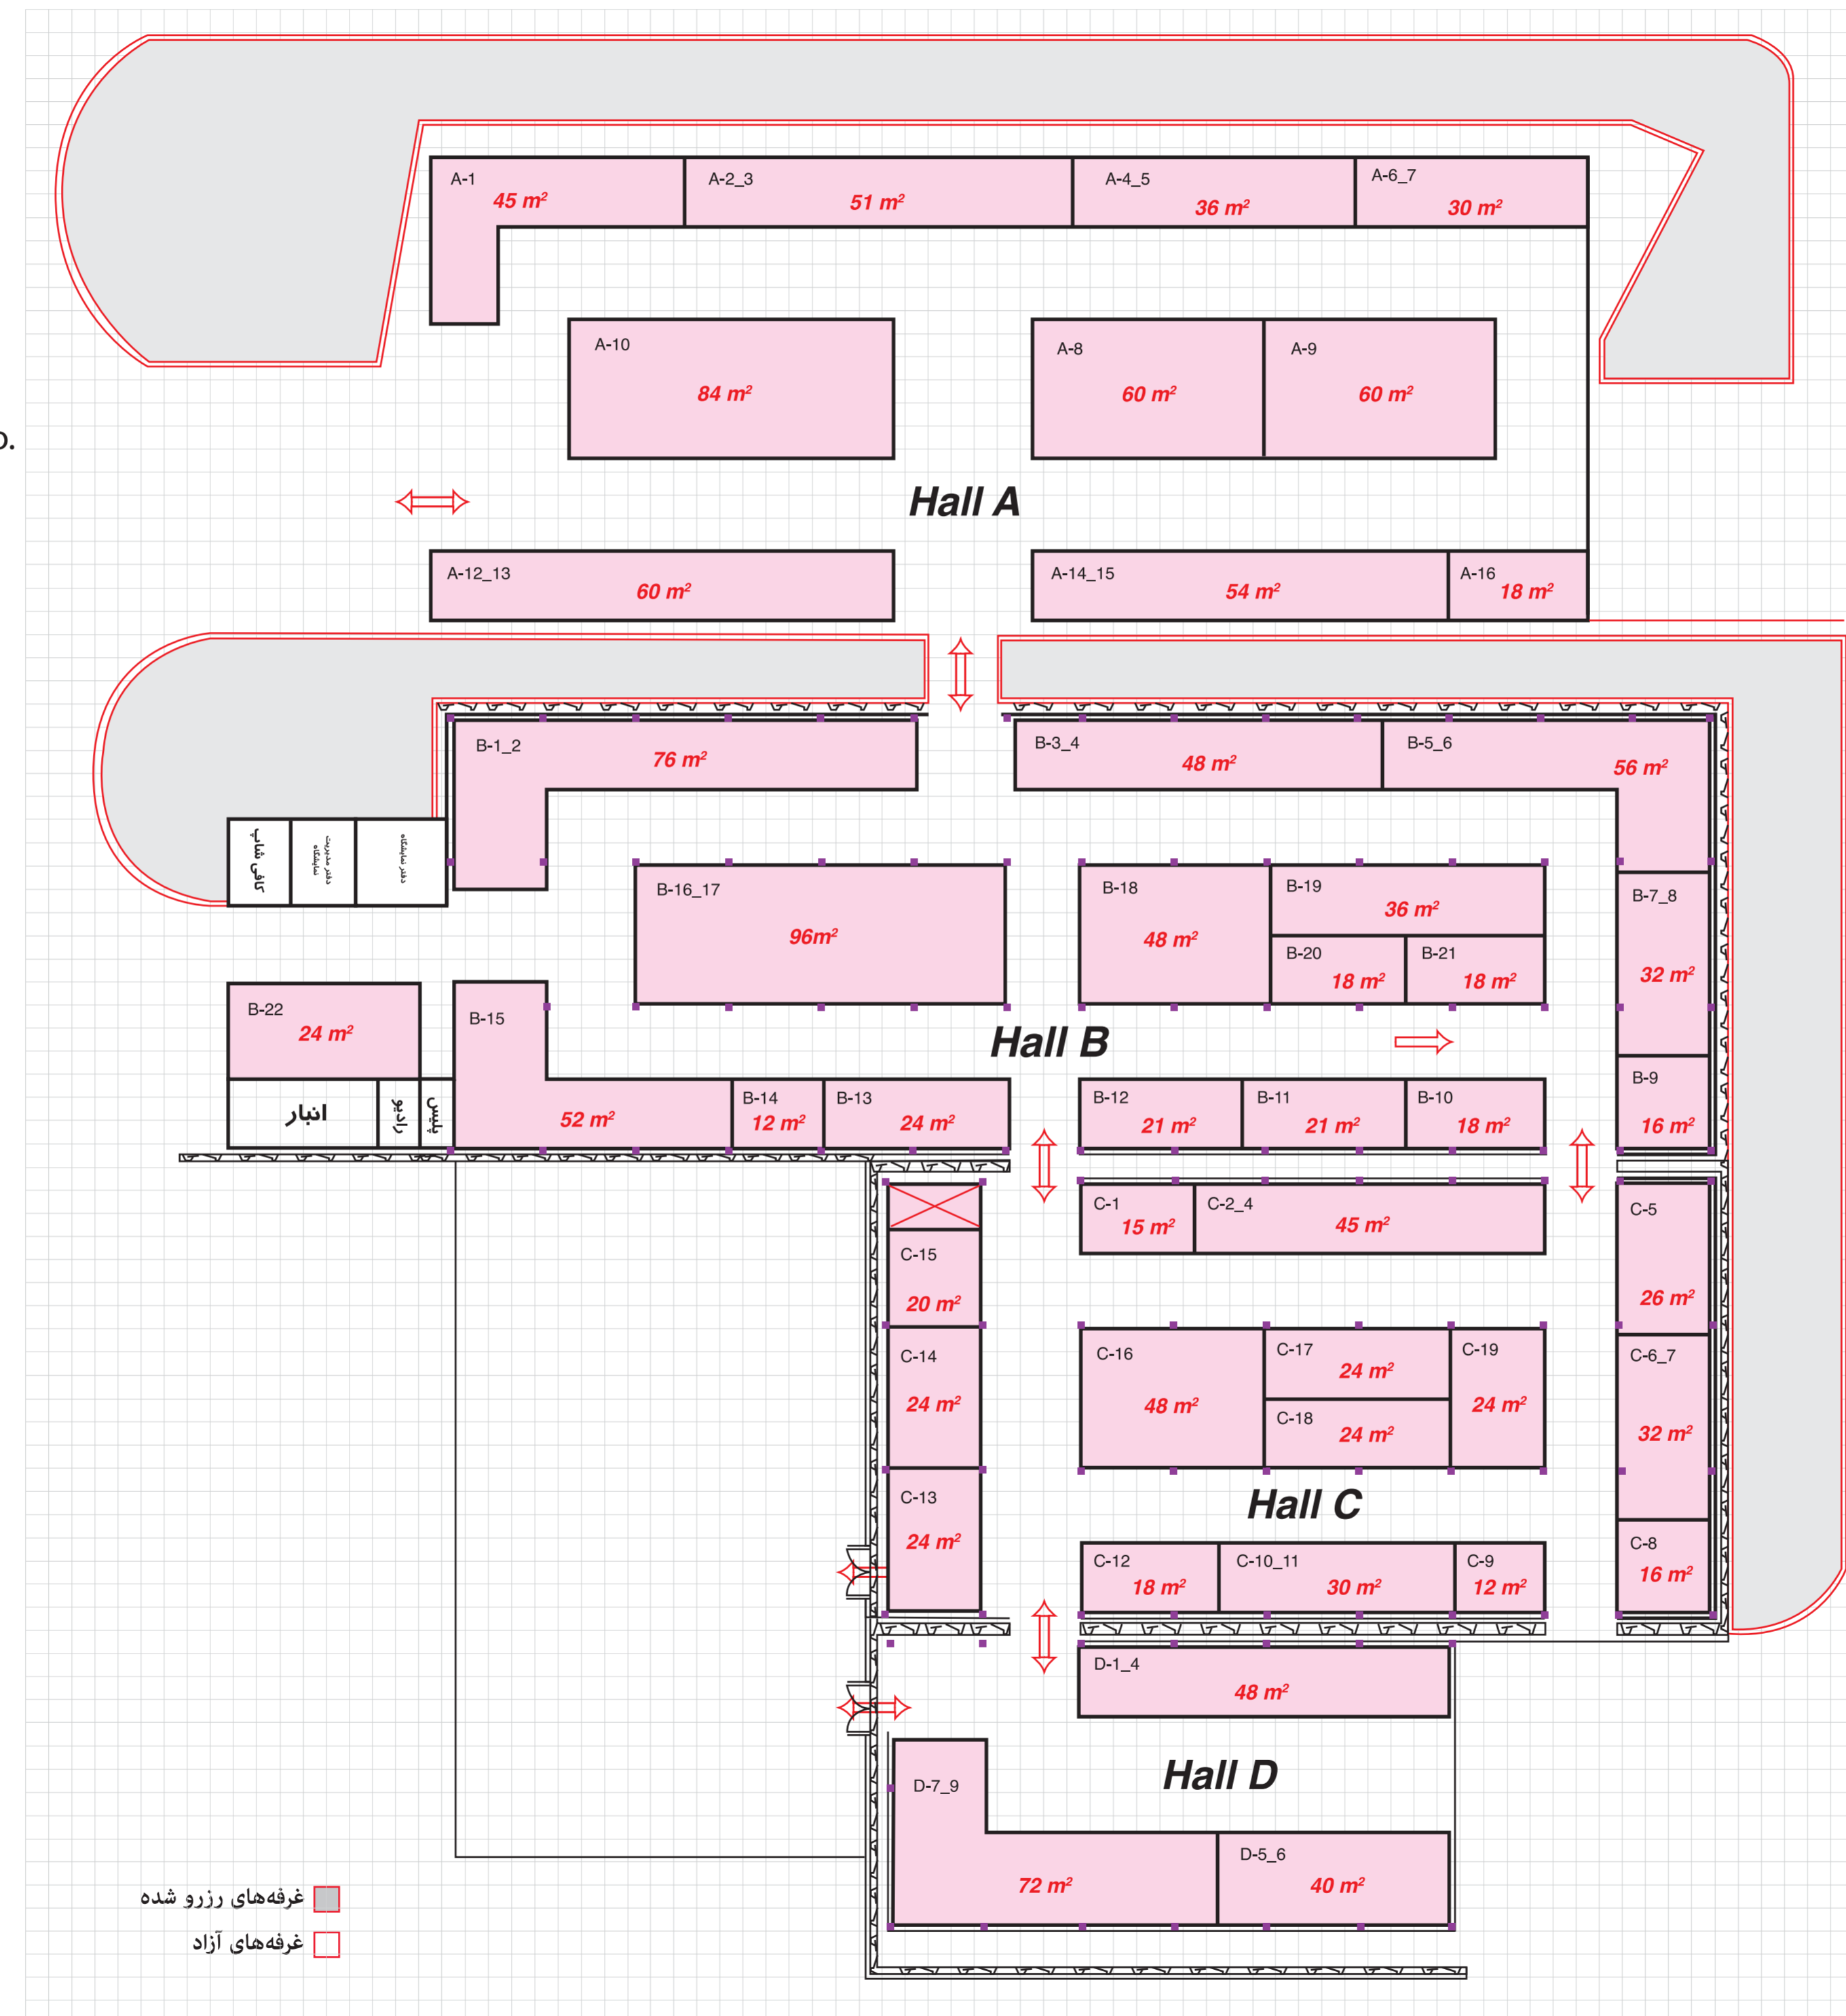 A-1
45 m²
A-2_3
51 m²
A-4_5
36 m²
A-6_7
30 m²
A-10
84 m²
A-8
60 m²
A-9
60 m²
Hall A
A-12_13
60 m²
A-14_15
54 m²
A-16
18 m²
B-1_2
76 m²
B-3_4
48 m²
B-5_6
56 m²
کافی شاپ
دفتر مدیریت
نمایشگاه
دفتر نمایشگاه
B-16_17
96m²
B-18
48 m²
B-19
36 m²
B-20
18 m²
B-21
18 m²
B-7_8
32 m²
B-22
24 m²
B-15
52 m²
Hall B
B-9
16 m²
انبار
رادیو
پلیس
B-14
12 m²
B-13
24 m²
B-12
21 m²
B-11
21 m²
B-10
18 m²
C-1
15 m²
C-2_4
45 m²
C-5
26 m²
C-15
20 m²
C-14
24 m²
C-13
24 m²
C-16
48 m²
C-17
24 m²
C-18
24 m²
C-19
24 m²
C-6_7
32 m²
Hall C
C-12
18 m²
C-10_11
30 m²
C-9
12 m²
C-8
16 m²
D-1_4
48 m²
Hall D
D-7_9
72 m²
D-5_6
40 m²
غرفه‌های رزرو شده
غرفه‌های آزاد